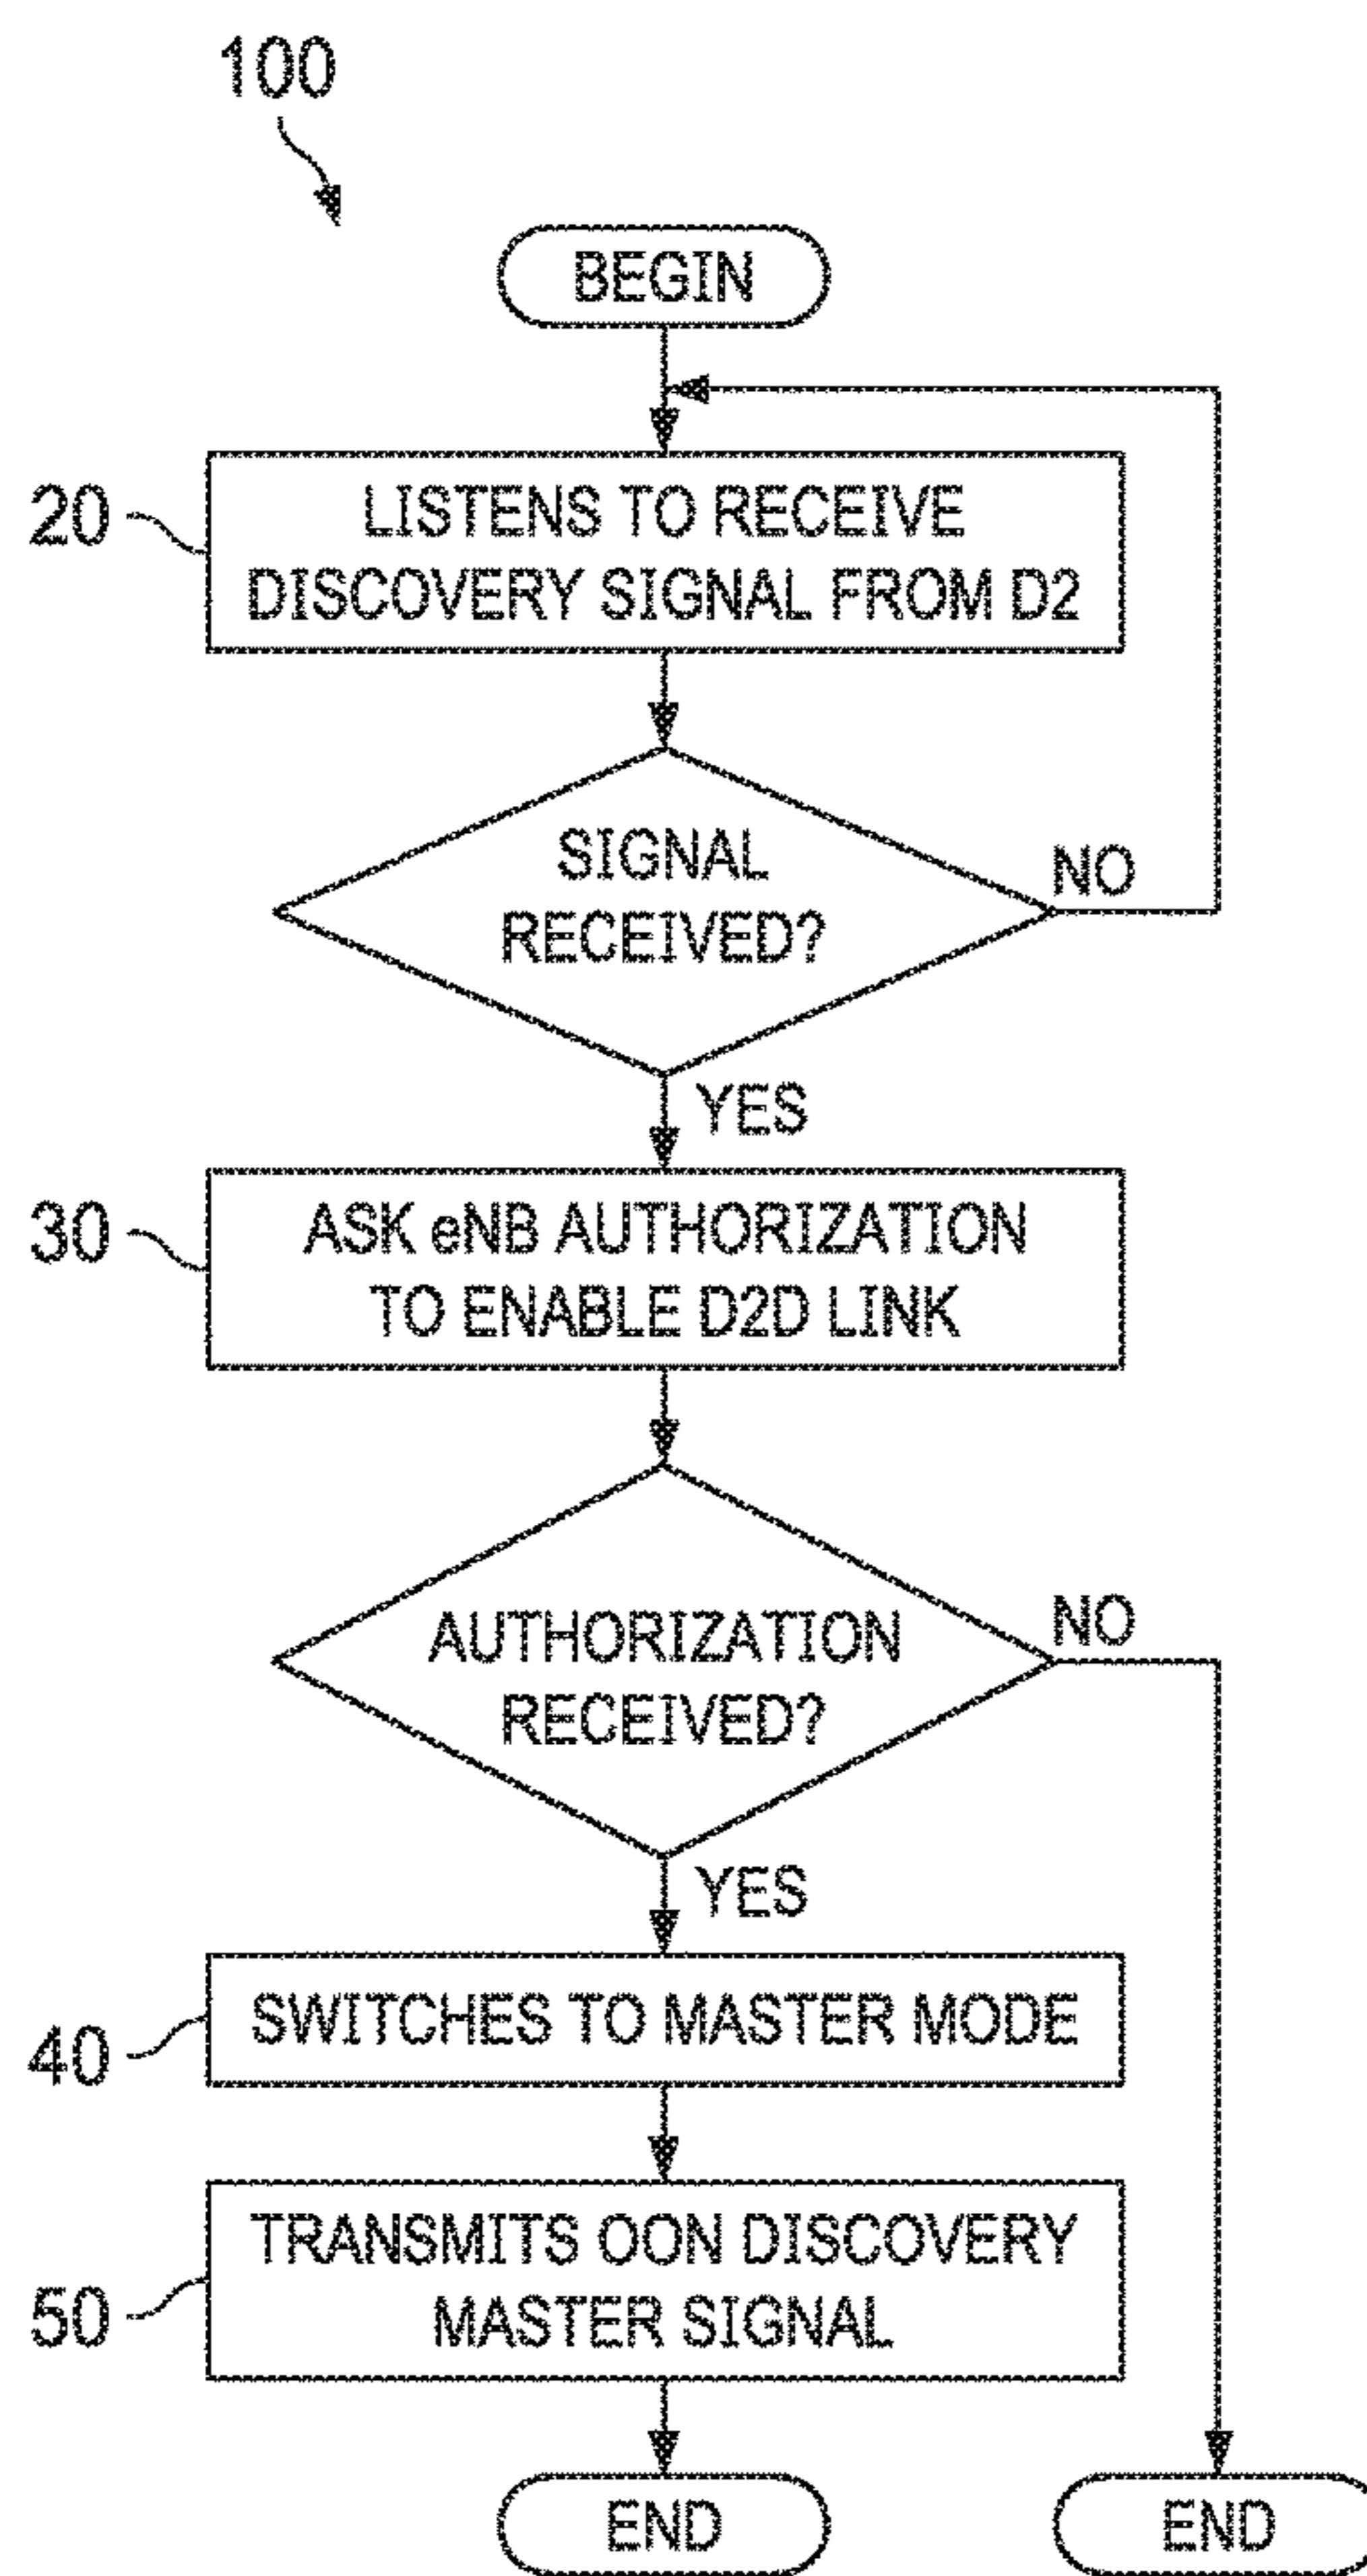 100
BEGIN
20
LISTENS TO RECEIVE
DISCOVERY SIGNAL FROM D2
SIGNAL
RECEIVED?
NO
YES
30
ASK eNB AUTHORIZATION
TO ENABLE D2D LINK
AUTHORIZATION
RECEIVED?
NO
YES
40
SWITCHES TO MASTER MODE
50
TRANSMITS OON DISCOVERY
MASTER SIGNAL
END
END